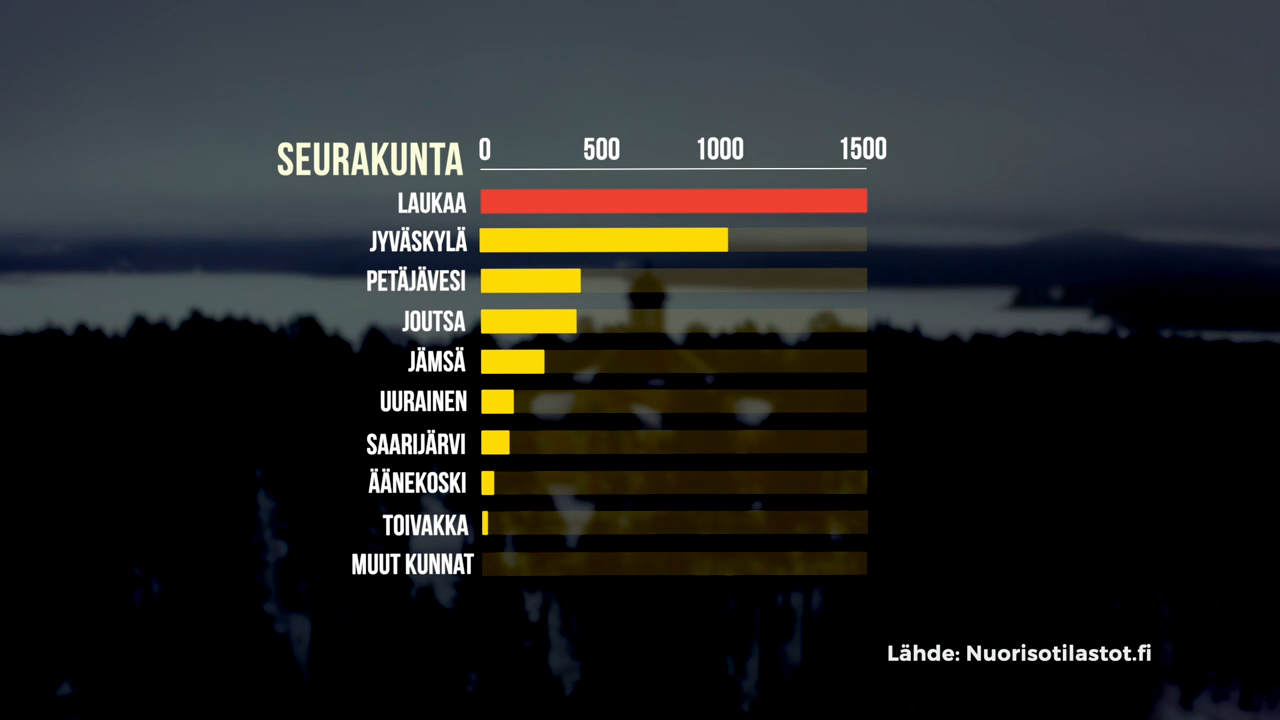 SEURAKUNTA 0 500 1000 1500
LAUKAA
JYVÄSKYLÄ
PETÄJÄVESI
JOUTSA
JÄMSÄ
UURAINEN
SAARIJÄRVI
ÄÄNEKOSKI
TOIVAKKA
MUUT KUNNAT
Lähde: Nuorisotilastot.fi